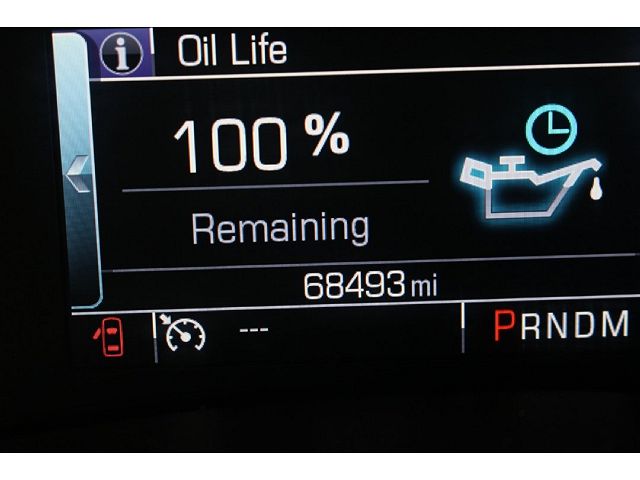 Oil Life
100 %
Remaining
68493 mi
--- PRNDM